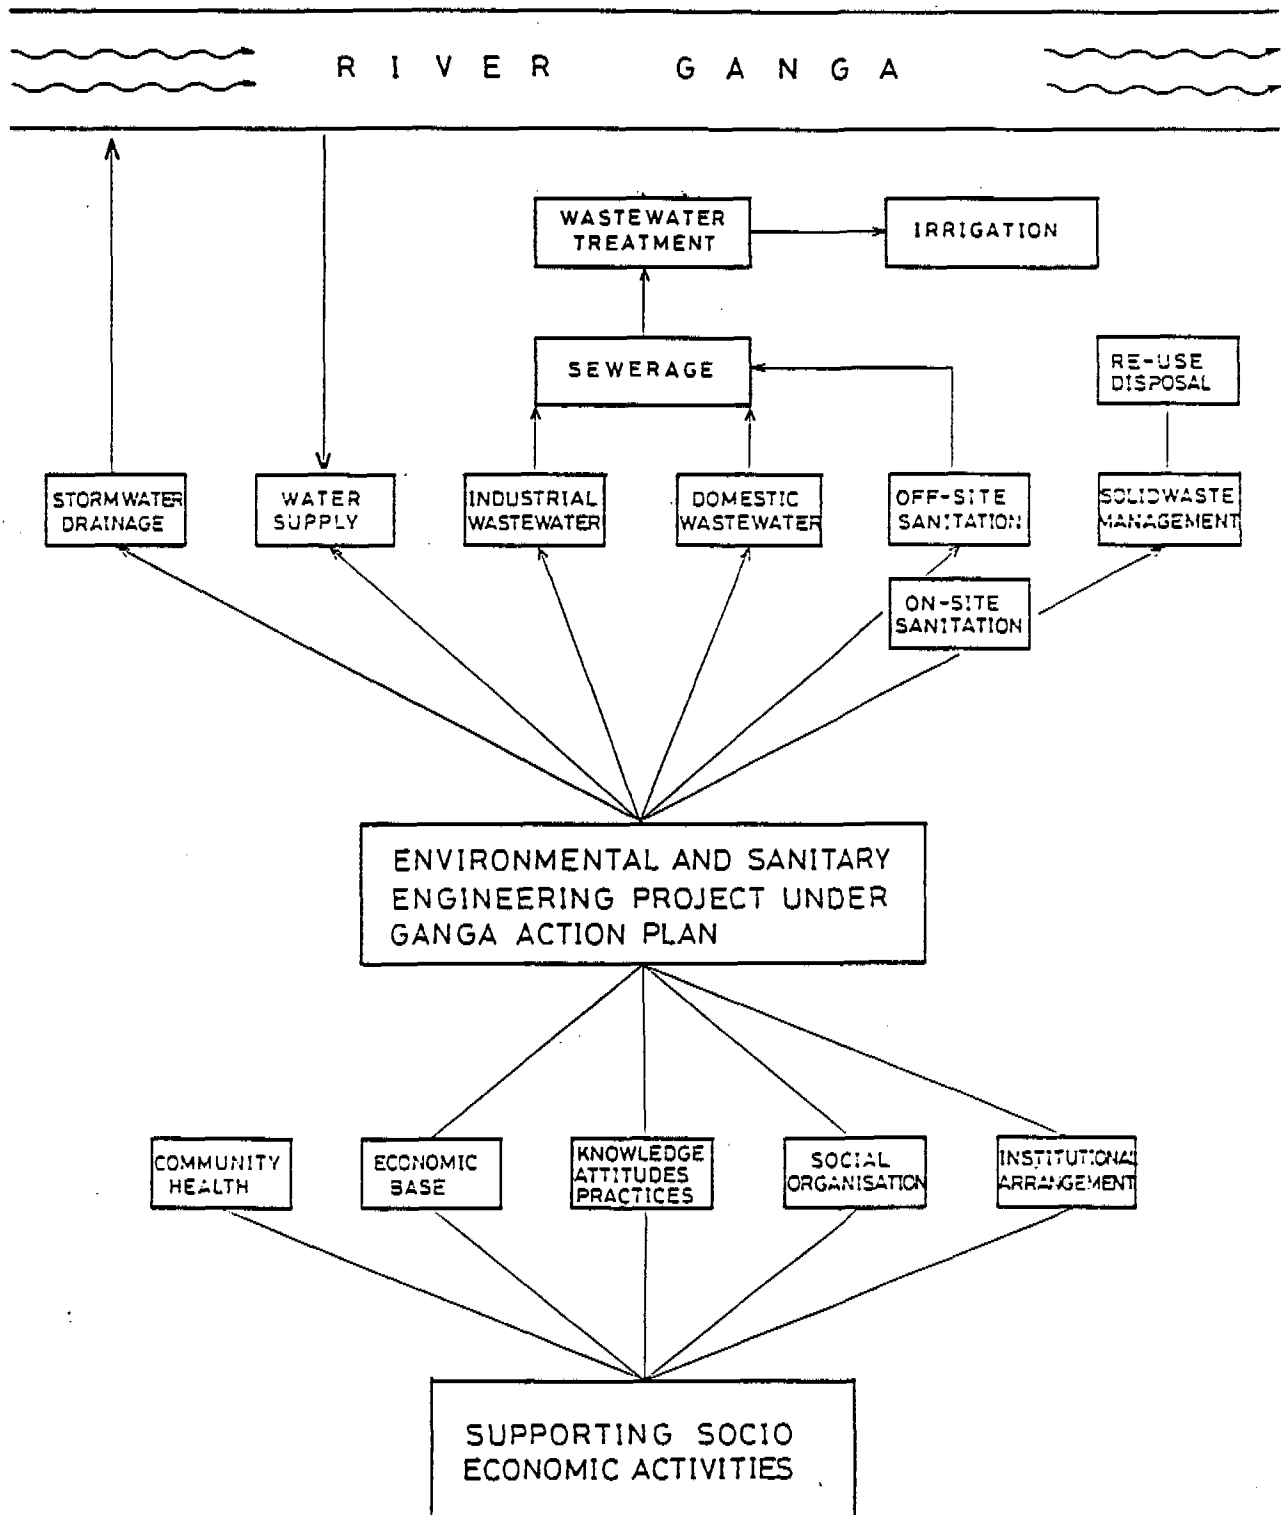 RIVER GANGA
WASTEWATER
TREATMENT
IRRIGATION
SEWERAGE
RE-USE
DISPOSAL
STORMWATER
DRAINAGE
WATER
SUPPLY
INDUSTRIAL
WASTEWATER
DOMESTIC
WASTEWATER
OFF-SITE
SANITATION
SOLIDWASTE
MANAGEMENT
ON-SITE
SANITATION
ENVIRONMENTAL AND SANITARY
ENGINEERING PROJECT UNDER
GANGA ACTION PLAN
COMMUNITY
HEALTH
ECONOMIC
BASE
KNOWLEDGE
ATTITUDES
PRACTICES
SOCIAL
ORGANISATION
INSTITUTIONAL
ARRANGEMENT
SUPPORTING SOCIO
ECONOMIC ACTIVITIES